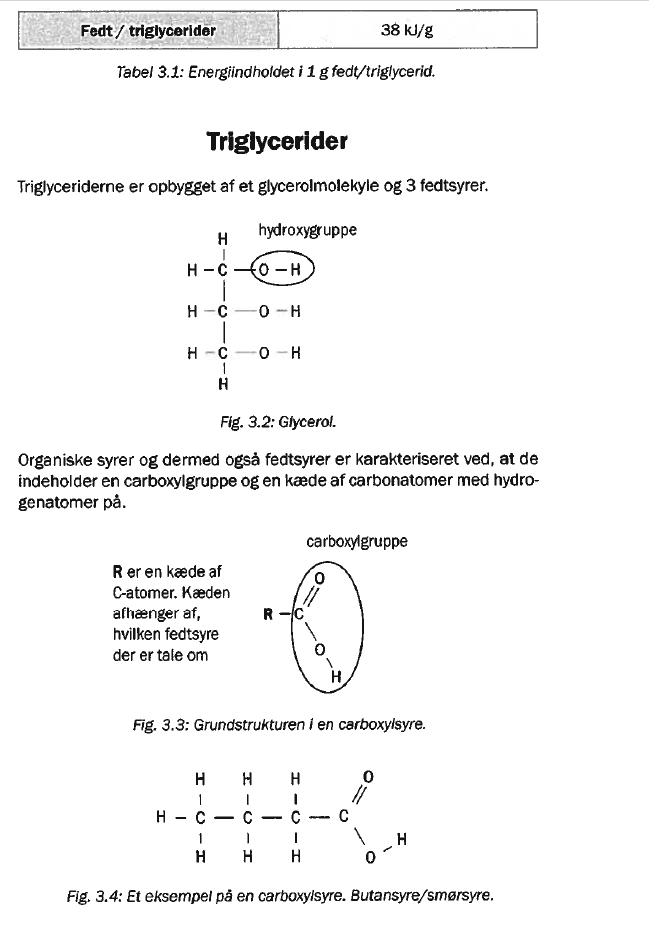 Fedt / triglycerider 38 kJ/g
Tabel 3.1: Energiindholdet i 1 g fedt/triglycerid.
Triglycerider
Triglyceriderne er opbygget af et glycerolmolekyle og 3 fedtsyrer.
hydroxygruppe
H
H – C – O – H
H – C – O – H
H – C – O – H
H
Fig. 3.2: Glycerol.
Organiske syrer og dermed også fedtsyrer er karakteriseret ved, at de
indeholder en carboxylgruppe og en kæde af carbonatomer med hydro-
genatomer på.
carboxylgruppe
R er en kæde af
C-atomer. Kæden
afhænger af,
hvilken fedtsyre
der er tale om
O
R – C
O
H
Fig. 3.3: Grundstrukturen i en carboxylsyre.
H H H O
H – C – C – C – C
H
H H H O
Fig. 3.4: Et eksempel på en carboxylsyre. Butansyre/smørsyre.